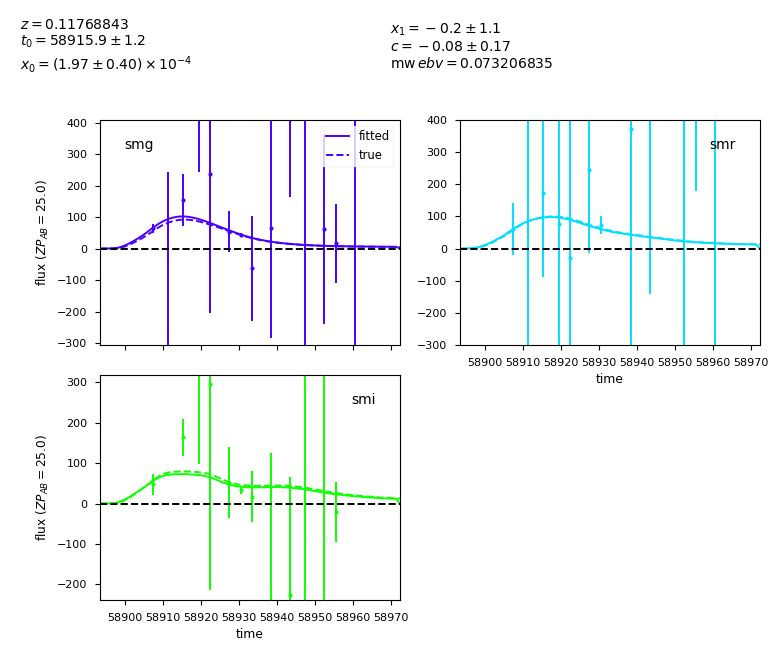 z = 0.11768843
t₀ = 58915.9 ± 1.2
x₀ = (1.97 ± 0.40) × 10⁻⁴
x₁ = −0.2 ± 1.1
c = −0.08 ± 0.17
mw ebv = 0.073206835
smg
fitted
true
400
300
200
100
0
−100
−200
−300
flux (ZP_AB = 25.0)
smr
400
300
200
100
0
−100
−200
−300
58900 58910 58920 58930 58940 58950 58960 58970
time
smi
300
200
100
0
−100
−200
flux (ZP_AB = 25.0)
58900 58910 58920 58930 58940 58950 58960 58970
time